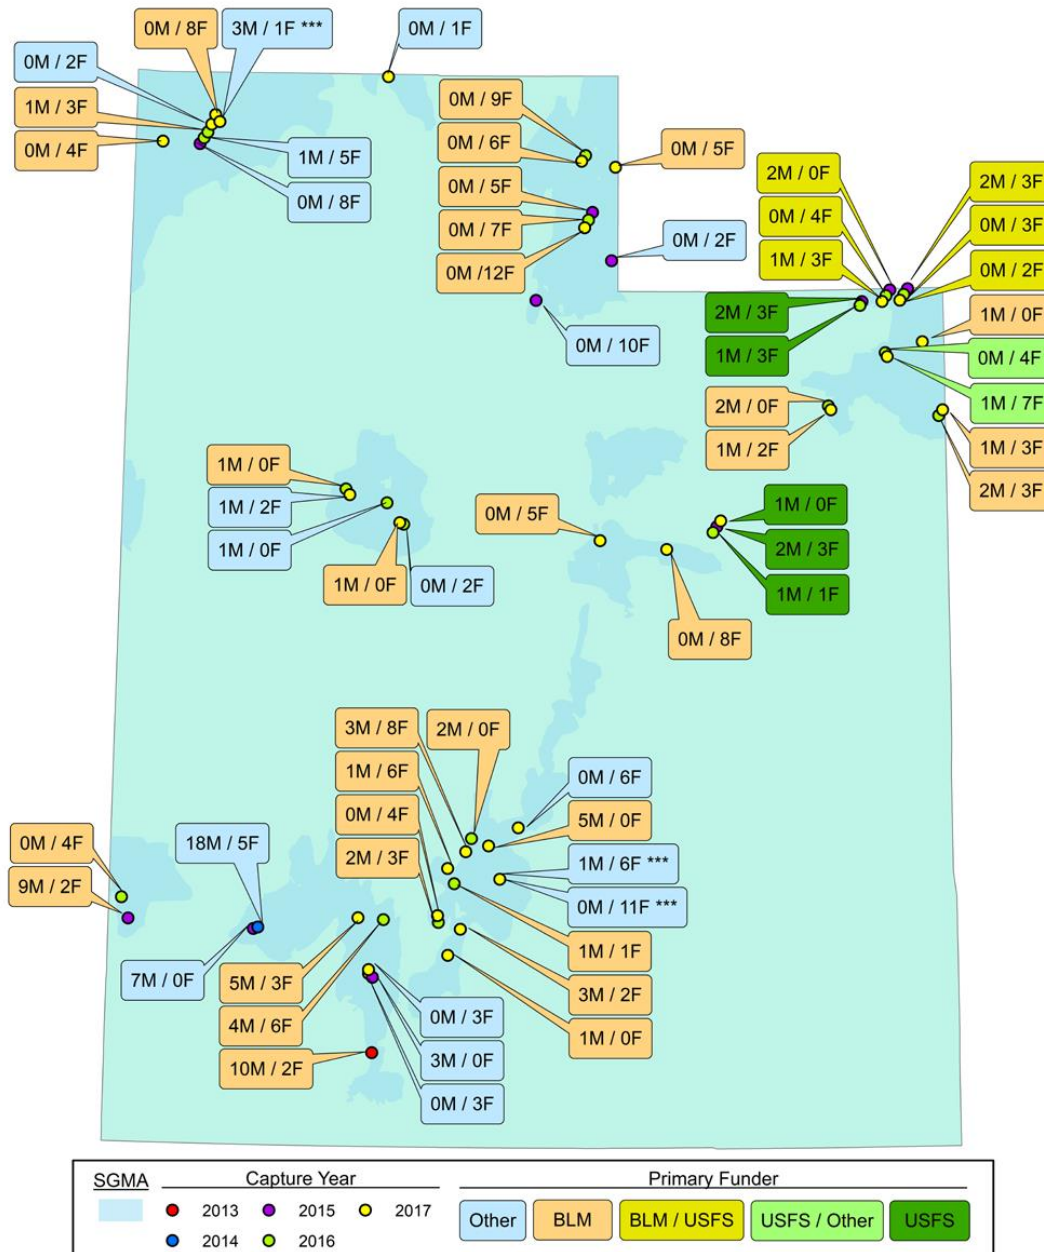 0M / 8F
3M / 1F ***
0M / 1F
0M / 2F
1M / 3F
0M / 4F
1M / 5F
0M / 8F
0M / 9F
0M / 6F
0M / 5F
0M / 5F
0M / 7F
0M /12F
0M / 2F
0M / 10F
2M / 0F
0M / 4F
1M / 3F
2M / 3F
0M / 3F
0M / 2F
2M / 3F
1M / 3F
1M / 0F
0M / 4F
1M / 7F
2M / 0F
1M / 2F
1M / 3F
2M / 3F
1M / 0F
1M / 2F
1M / 0F
1M / 0F
0M / 2F
0M / 5F
0M / 8F
1M / 0F
2M / 3F
1M / 1F
3M / 8F
2M / 0F
1M / 6F
0M / 4F
2M / 3F
0M / 6F
5M / 0F
1M / 6F ***
0M / 11F ***
1M / 1F
3M / 2F
1M / 0F
0M / 4F
9M / 2F
18M / 5F
7M / 0F
5M / 3F
4M / 6F
10M / 2F
0M / 3F
3M / 0F
0M / 3F
SGMA
Capture Year
2013
2015
2017
2014
2016
Primary Funder
Other
BLM
BLM / USFS
USFS / Other
USFS